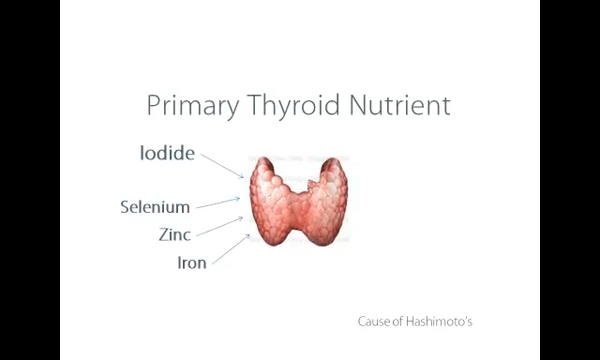 Primary Thyroid Nutrient
Iodide
Selenium
Zinc
Iron
Cause of Hashimoto's